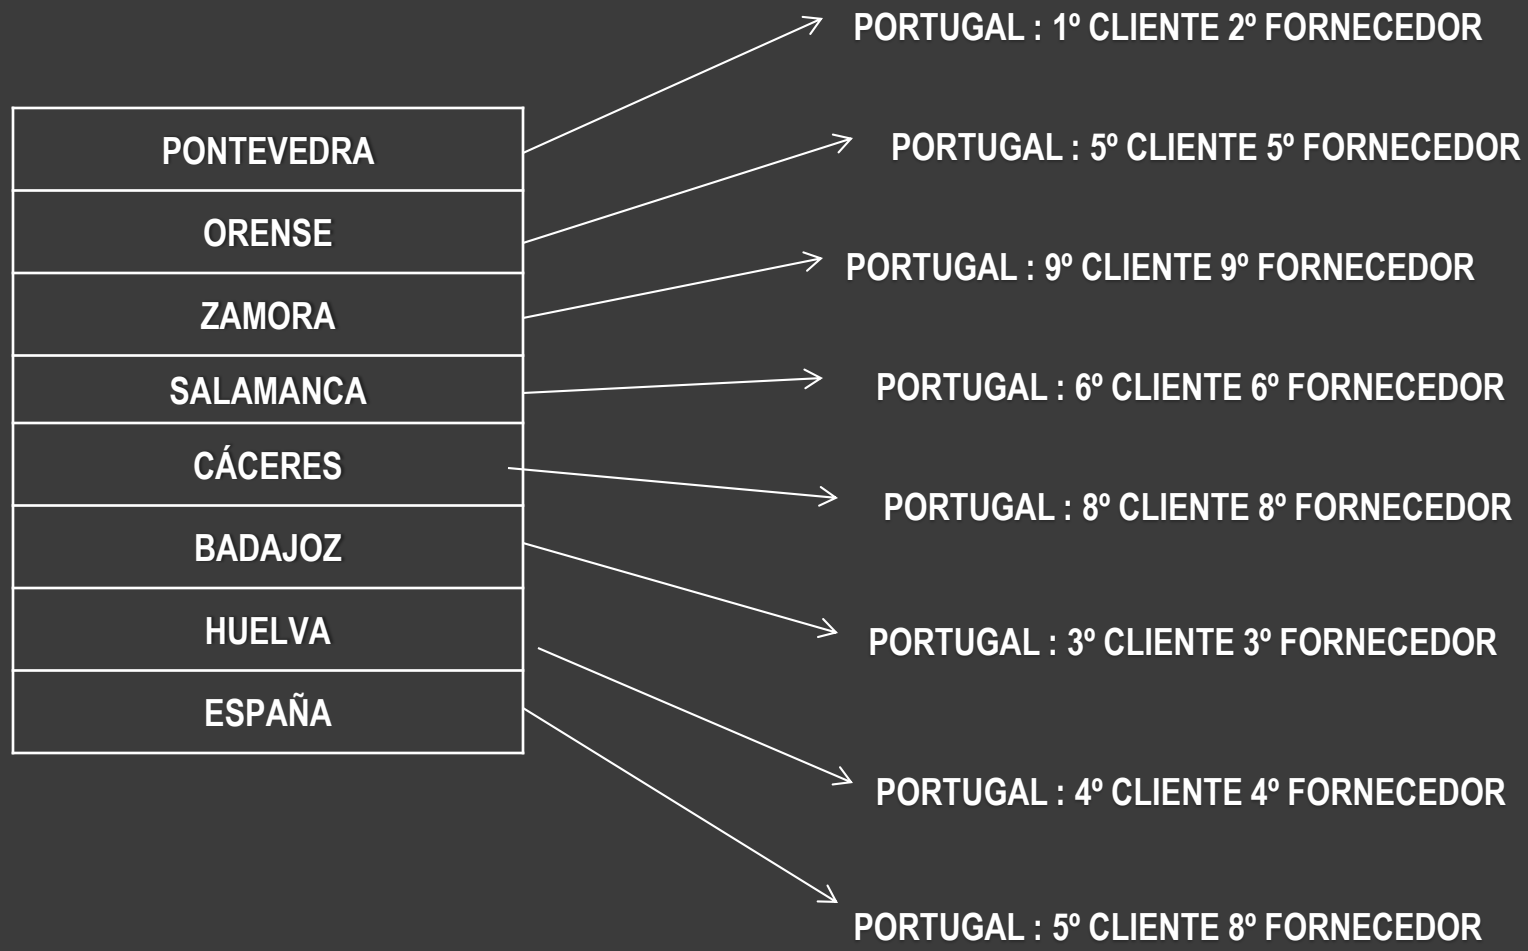 PORTUGAL : 1º CLIENTE 2º FORNECEDOR
PONTEVEDRA
PORTUGAL : 5º CLIENTE 5º FORNECEDOR
ORENSE
PORTUGAL : 9º CLIENTE 9º FORNECEDOR
ZAMORA
PORTUGAL : 6º CLIENTE 6º FORNECEDOR
SALAMANCA
CÁCERES
PORTUGAL : 8º CLIENTE 8º FORNECEDOR
BADAJOZ
PORTUGAL : 3º CLIENTE 3º FORNECEDOR
HUELVA
PORTUGAL : 4º CLIENTE 4º FORNECEDOR
ESPAÑA
PORTUGAL : 5º CLIENTE 8º FORNECEDOR